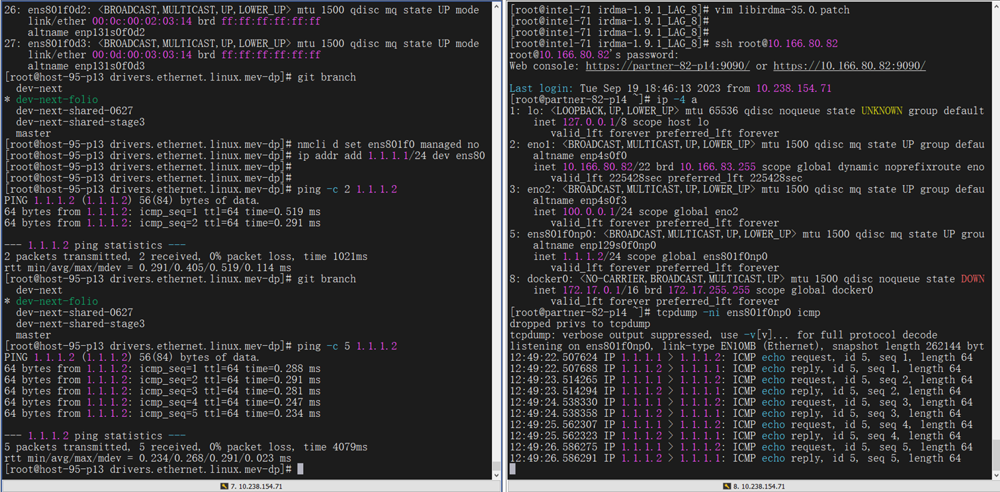 26: ens801f0d2: <BROADCAST,MULTICAST,UP,LOWER_UP> mtu 1500 qdisc mq state UP mode
    link/ether 00:0c:00:02:03:14 brd ff:ff:ff:ff:ff:ff
    altname enp131s0f0d2
27: ens801f0d3: <BROADCAST,MULTICAST,UP,LOWER_UP> mtu 1500 qdisc mq state UP mode
    link/ether 00:0d:00:03:03:14 brd ff:ff:ff:ff:ff:ff
    altname enp131s0f0d3
[root@host-95-p13 drivers.ethernet.linux.mev-dp]# git branch
  dev-next
* dev-next-folio
  dev-next-shared-0627
  dev-next-shared-stage3
  master
[root@host-95-p13 drivers.ethernet.linux.mev-dp]# nmcli d set ens801f0 managed no
[root@host-95-p13 drivers.ethernet.linux.mev-dp]# ip addr add 1.1.1.1/24 dev ens80
[root@host-95-p13 drivers.ethernet.linux.mev-dp]#
[root@host-95-p13 drivers.ethernet.linux.mev-dp]#
[root@host-95-p13 drivers.ethernet.linux.mev-dp]# ping -c 2 1.1.1.2
PING 1.1.1.2 (1.1.1.2) 56(84) bytes of data.
64 bytes from 1.1.1.2: icmp_seq=1 ttl=64 time=0.519 ms
64 bytes from 1.1.1.2: icmp_seq=2 ttl=64 time=0.291 ms

--- 1.1.1.2 ping statistics ---
2 packets transmitted, 2 received, 0% packet loss, time 1021ms
rtt min/avg/max/mdev = 0.291/0.405/0.519/0.114 ms
[root@host-95-p13 drivers.ethernet.linux.mev-dp]# git branch
  dev-next
* dev-next-folio
  dev-next-shared-0627
  dev-next-shared-stage3
  master
[root@host-95-p13 drivers.ethernet.linux.mev-dp]# ping -c 5 1.1.1.2
PING 1.1.1.2 (1.1.1.2) 56(84) bytes of data.
64 bytes from 1.1.1.2: icmp_seq=1 ttl=64 time=0.288 ms
64 bytes from 1.1.1.2: icmp_seq=2 ttl=64 time=0.291 ms
64 bytes from 1.1.1.2: icmp_seq=3 ttl=64 time=0.281 ms
64 bytes from 1.1.1.2: icmp_seq=4 ttl=64 time=0.247 ms
64 bytes from 1.1.1.2: icmp_seq=5 ttl=64 time=0.234 ms

--- 1.1.1.2 ping statistics ---
5 packets transmitted, 5 received, 0% packet loss, time 4079ms
rtt min/avg/max/mdev = 0.234/0.268/0.291/0.023 ms
[root@host-95-p13 drivers.ethernet.linux.mev-dp]#
7. 10.238.154.71
[root@intel-71 irdma-1.9.1_LAG_8]# vim libirdma-35.0.patch
[root@intel-71 irdma-1.9.1_LAG_8]#
[root@intel-71 irdma-1.9.1_LAG_8]#
[root@intel-71 irdma-1.9.1_LAG_8]# ssh root@10.166.80.82
root@10.166.80.82's password:
Web console: https://partner-82-p14:9090/ or https://10.166.80.82:9090/

Last login: Tue Sep 19 18:46:13 2023 from 10.238.154.71
[root@partner-82-p14 ~]# ip -4 a
1: lo: <LOOPBACK,UP,LOWER_UP> mtu 65536 qdisc noqueue state UNKNOWN group default
    inet 127.0.0.1/8 scope host lo
       valid_lft forever preferred_lft forever
2: eno1: <BROADCAST,MULTICAST,UP,LOWER_UP> mtu 1500 qdisc mq state UP group defau
    altname enp4s0f0
    inet 10.166.80.82/22 brd 10.166.83.255 scope global dynamic noprefixroute eno
       valid_lft 225428sec preferred_lft 225428sec
3: eno2: <BROADCAST,MULTICAST,UP,LOWER_UP> mtu 1500 qdisc mq state UP group defau
    altname enp4s0f3
    inet 100.0.0.1/24 scope global eno2
       valid_lft forever preferred_lft forever
5: ens801f0np0: <BROADCAST,MULTICAST,UP,LOWER_UP> mtu 1500 qdisc mq state UP grou
    altname enp129s0f0np0
    inet 1.1.1.2/24 scope global ens801f0np0
       valid_lft forever preferred_lft forever
8: docker0: <NO-CARRIER,BROADCAST,MULTICAST,UP> mtu 1500 qdisc noqueue state DOWN
    inet 172.17.0.1/16 brd 172.17.255.255 scope global docker0
       valid_lft forever preferred_lft forever
[root@partner-82-p14 ~]# tcpdump -ni ens801f0np0 icmp
dropped privs to tcpdump
tcpdump: verbose output suppressed, use -v[v]... for full protocol decode
listening on ens801f0np0, link-type EN10MB (Ethernet), snapshot length 262144 byt
12:49:22.507624 IP 1.1.1.1 > 1.1.1.2: ICMP echo request, id 5, seq 1, length 64
12:49:22.507688 IP 1.1.1.2 > 1.1.1.1: ICMP echo reply, id 5, seq 1, length 64
12:49:23.514265 IP 1.1.1.1 > 1.1.1.2: ICMP echo request, id 5, seq 2, length 64
12:49:23.514294 IP 1.1.1.2 > 1.1.1.1: ICMP echo reply, id 5, seq 2, length 64
12:49:24.538330 IP 1.1.1.1 > 1.1.1.2: ICMP echo request, id 5, seq 3, length 64
12:49:24.538358 IP 1.1.1.2 > 1.1.1.1: ICMP echo reply, id 5, seq 3, length 64
12:49:25.562307 IP 1.1.1.1 > 1.1.1.2: ICMP echo request, id 5, seq 4, length 64
12:49:25.562323 IP 1.1.1.2 > 1.1.1.1: ICMP echo reply, id 5, seq 4, length 64
12:49:26.586275 IP 1.1.1.1 > 1.1.1.2: ICMP echo request, id 5, seq 5, length 64
12:49:26.586291 IP 1.1.1.2 > 1.1.1.1: ICMP echo reply, id 5, seq 5, length 64
8. 10.238.154.71